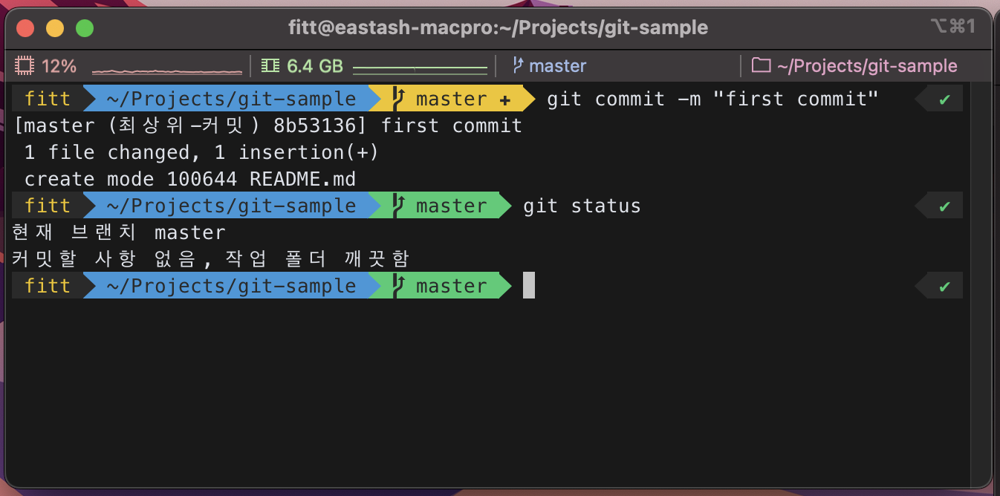 fitt@eastash-macpro:~/Projects/git-sample ⌥⌘1
12% 6.4 GB master ~/Projects/git-sample
fitt ~/Projects/git-sample master + git commit -m "first commit" ✔
[master (최상위-커밋) 8b53136] first commit
1 file changed, 1 insertion(+)
create mode 100644 README.md
fitt ~/Projects/git-sample master git status ✔
현재 브랜치 master
커밋할 사항 없음, 작업 폴더 깨끗함
fitt ~/Projects/git-sample master ✔